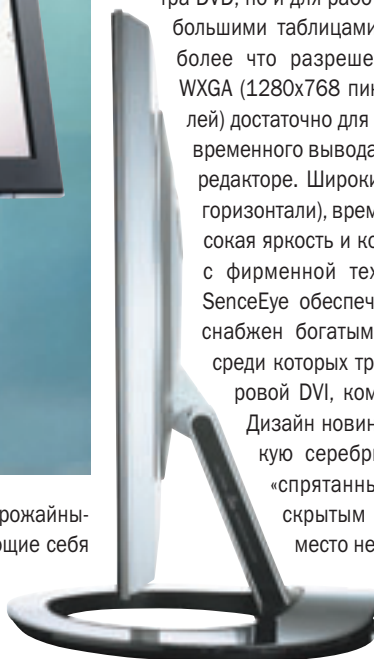 тра DVD, но и для рабо
большими таблицами
более что разреше
WXGA (1280x768 пик
лей) достаточно для
временного вывода
редакторе. Широки
горизонтали), врем
сокая яркость и ко
с фирменной тех
SenceEye обеспеч
снабжен богатым
среди которых тр
ровой DVI, ком
Дизайн новин
кую серебри
«спрятанны
скрытым
место не
рожайны-
ощие себя